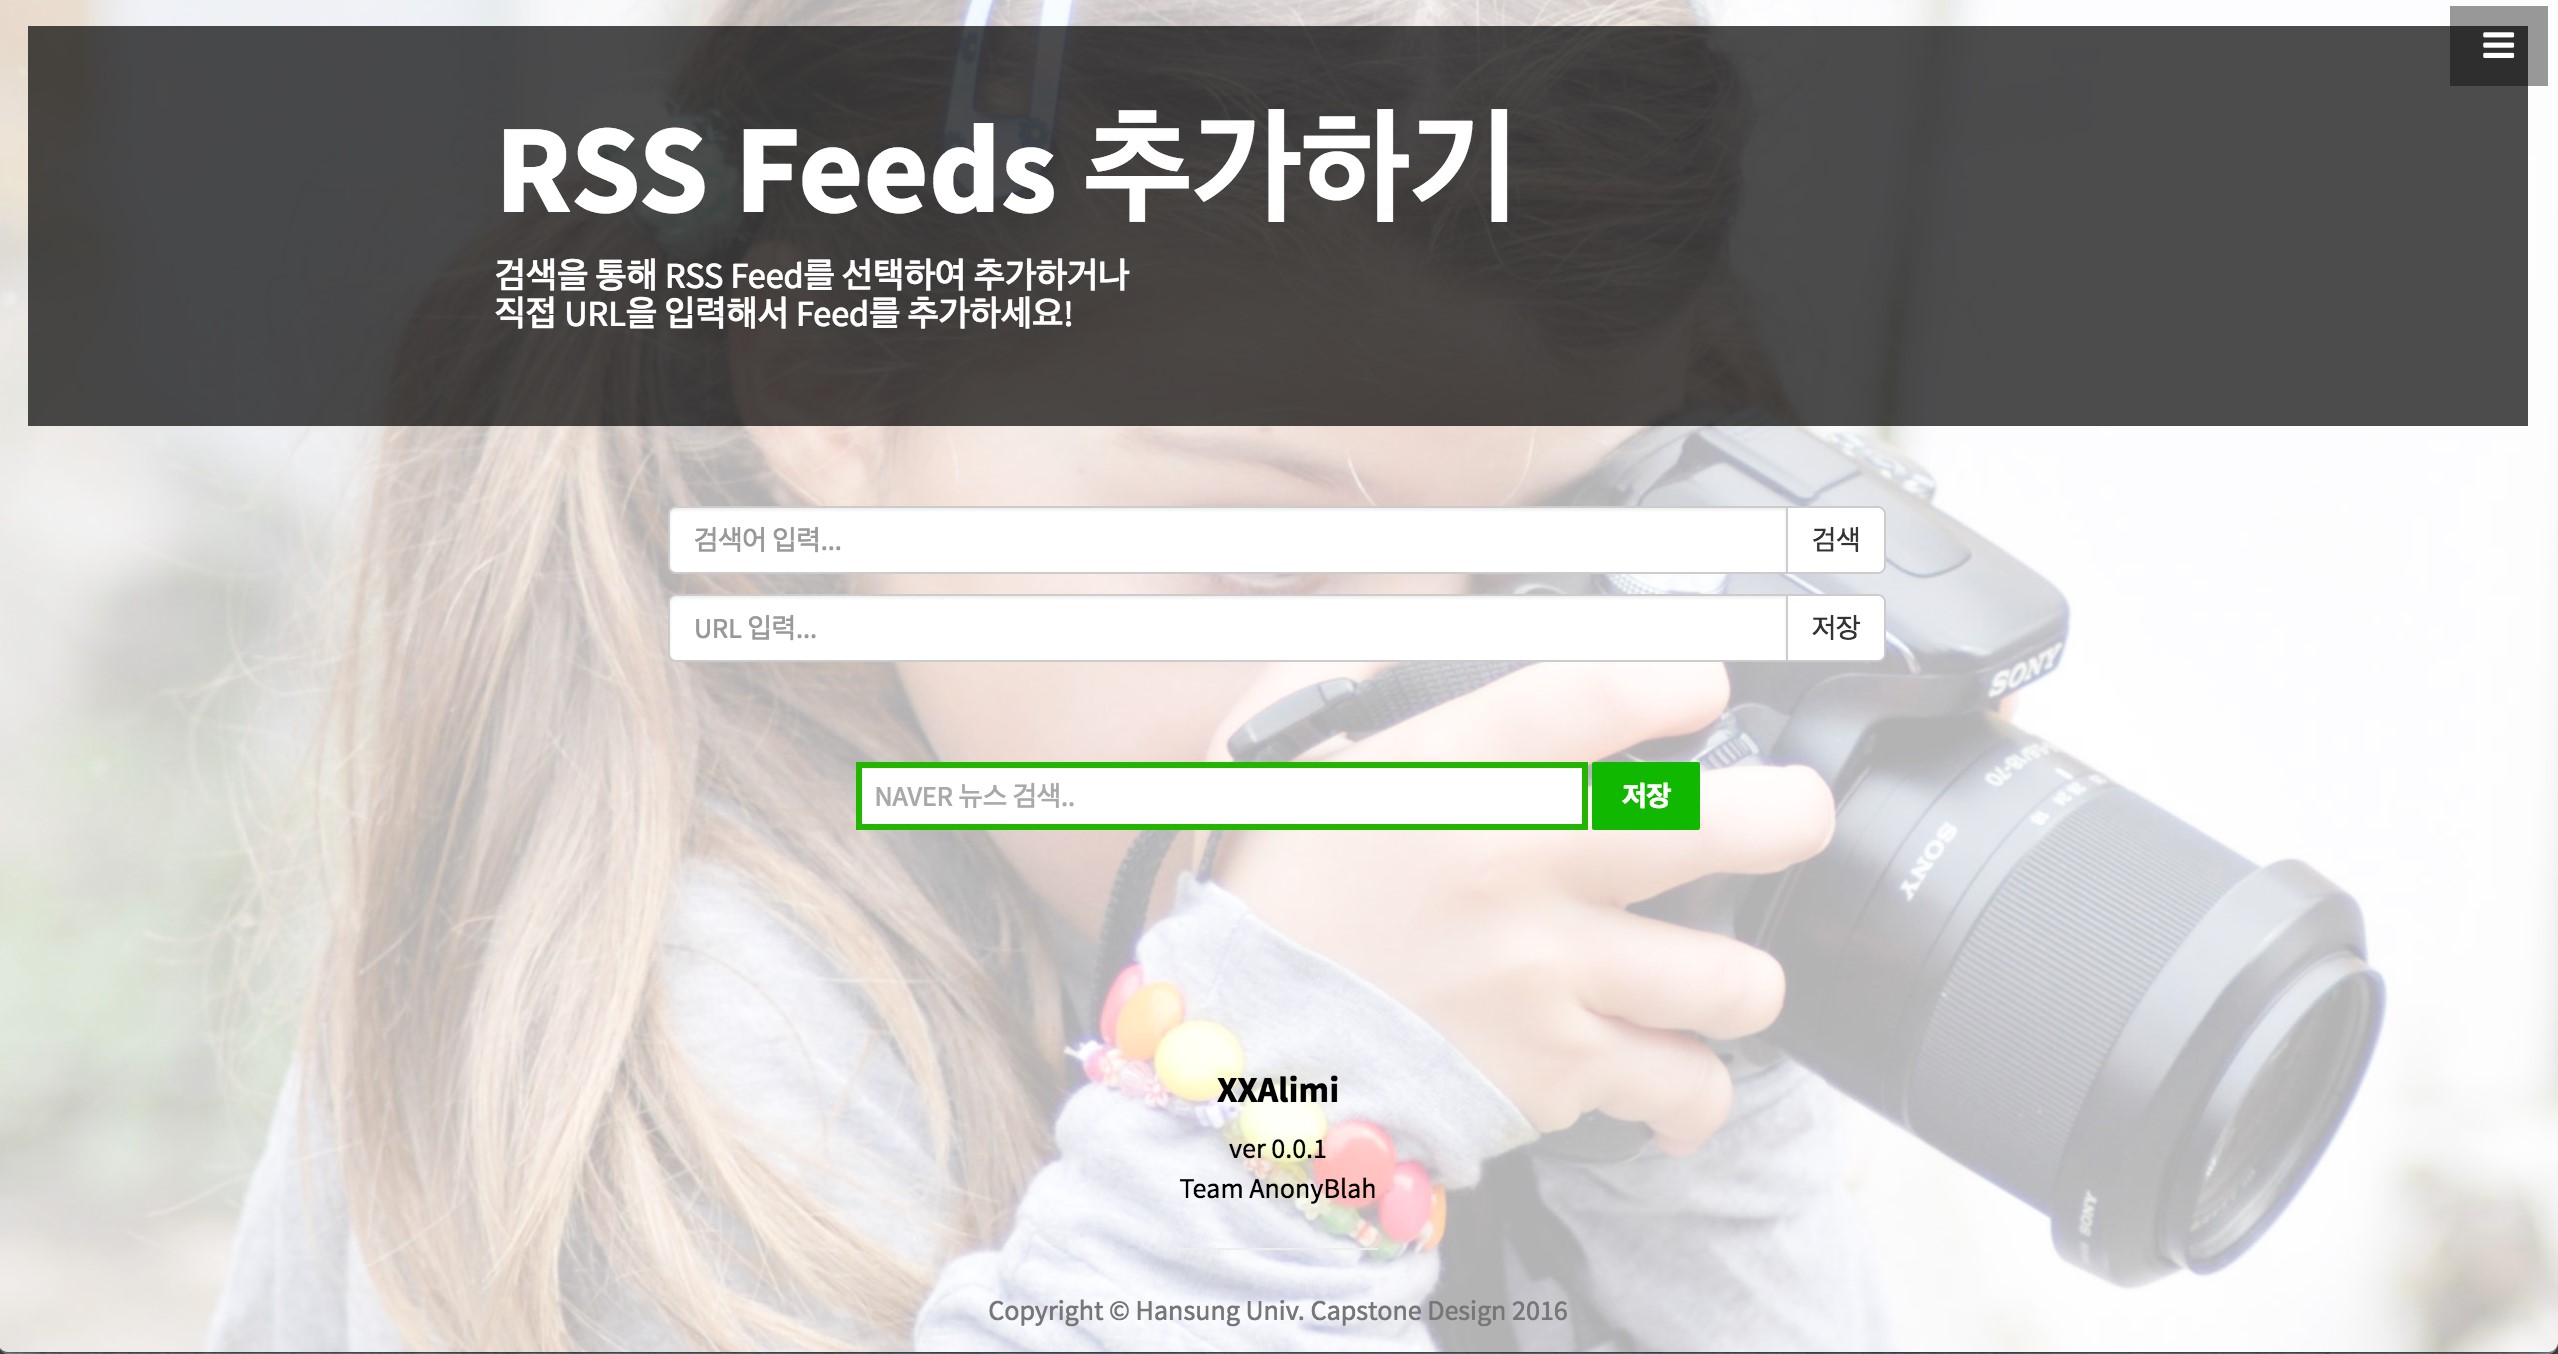 RSS Feeds 추가하기
검색을 통해 RSS Feed를 선택하여 추가하거나
직접 URL을 입력해서 Feed를 추가하세요!
검색어 입력...
검색
URL 입력...
저장
SONY
NAVER 뉴스 검색..
저장
SONY
SONY
XXAlimi
ver 0.0.1
Team AnonyBlah
Copyright © Hansung Univ. Capstone Design 2016